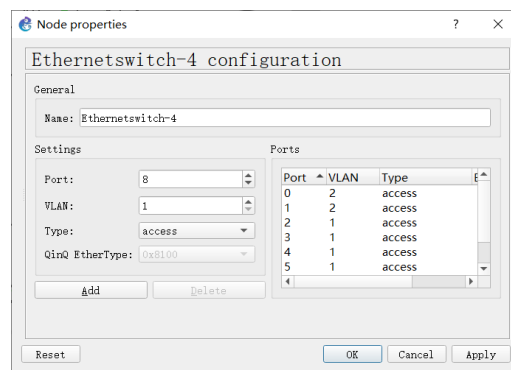 Node properties ? ×
Ethernetswitch-4 configuration
General
Name: Ethernetswitch-4
Settings
Port: 8
VLAN: 1
Type: access
QinQ EtherType: 0x8100
Add Delete
Ports
Port VLAN Type
0 2 access
1 2 access
2 1 access
3 1 access
4 1 access
5 1 access
Reset OK Cancel Apply